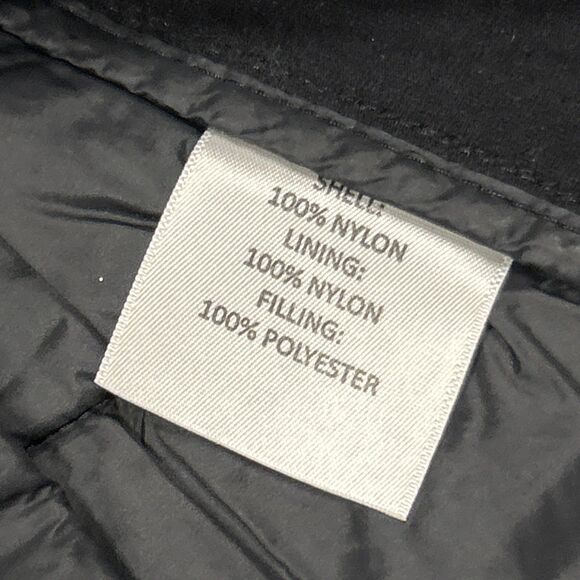 SHELL:
100% NYLON
LINING:
100% NYLON
FILLING:
100% POLYESTER